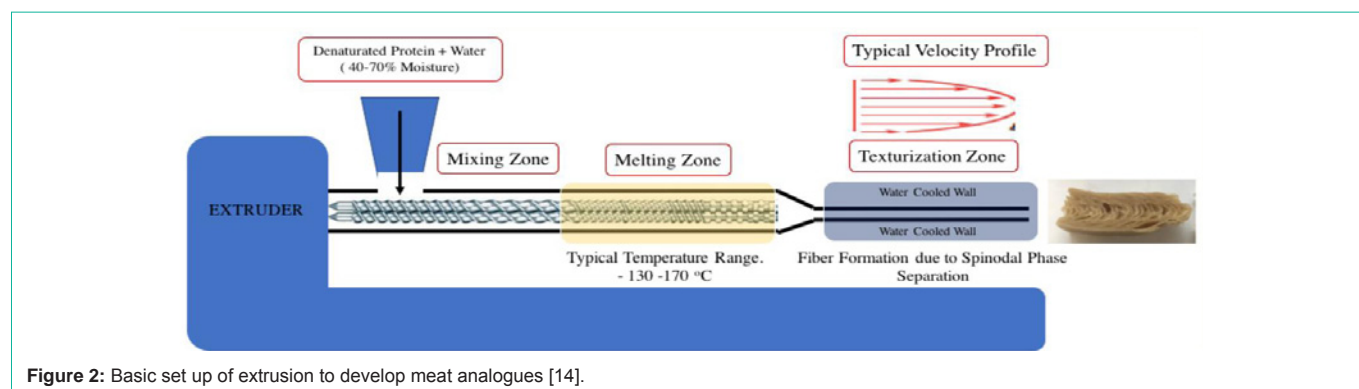 Denaturated Protein + Water
( 40-70% Moisture)
Typical Velocity Profile
Mixing Zone
Melting Zone
Texturization Zone
EXTRUDER
Water Cooled Wall
Water Cooled Wall
Typical Temperature Range.
- 130 -170 °C
Fiber Formation due to Spinodal Phase
Separation
Figure 2: Basic set up of extrusion to develop meat analogues [14].